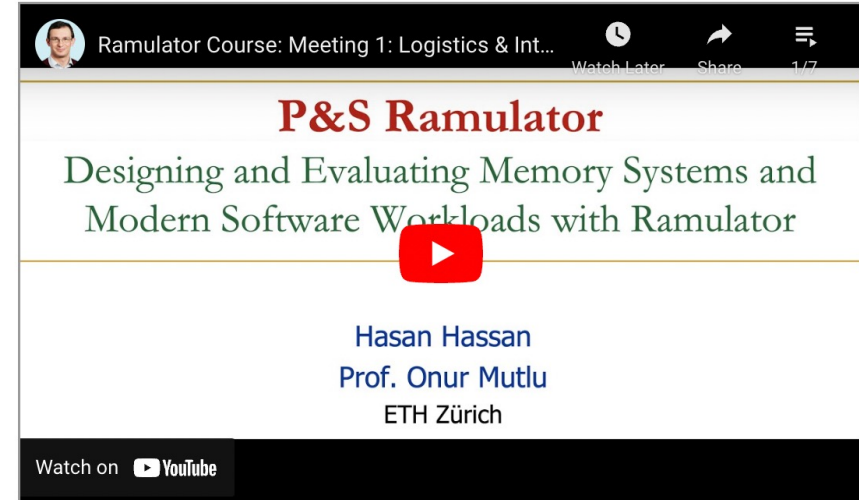 Ramulator Course: Meeting 1: Logistics & Int...
Watch Later
Share
1/7
P&S Ramulator
Designing and Evaluating Memory Systems and
Modern Software Workloads with Ramulator
Hasan Hassan
Prof. Onur Mutlu
ETH Zürich
Watch on YouTube